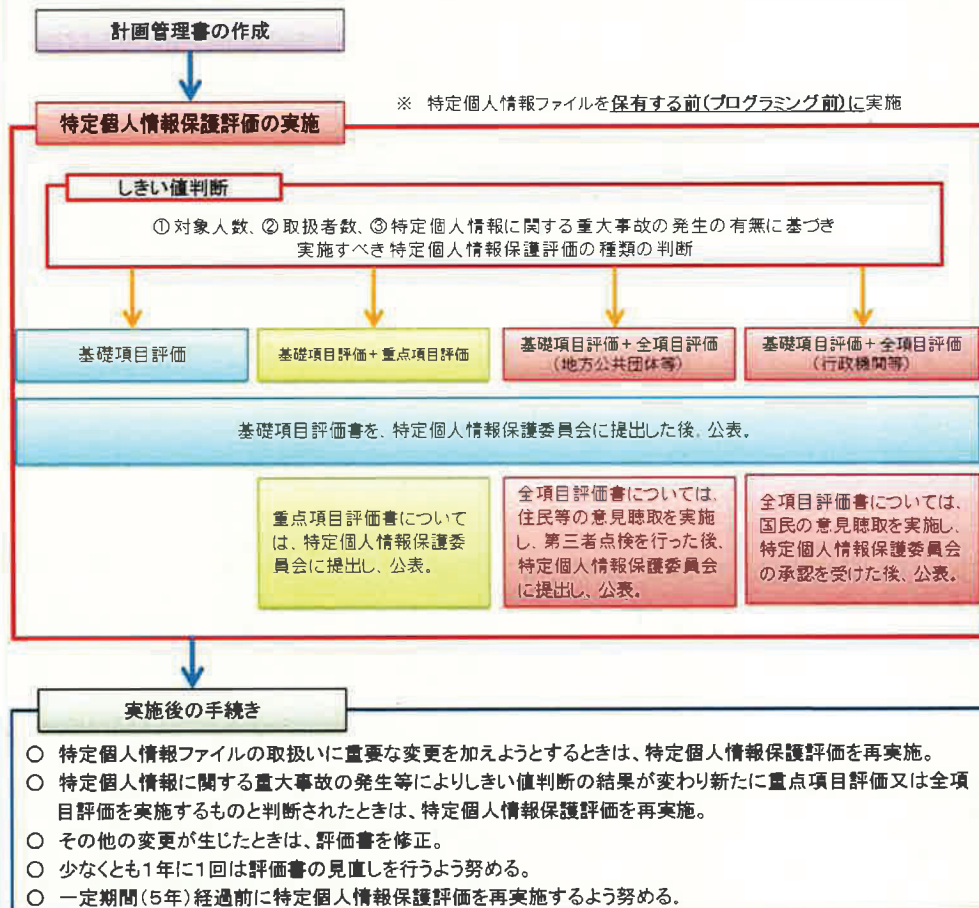 計画管理書の作成
※ 特定個人情報ファイルを保有する前(プログラミング前)に実施
特定個人情報保護評価の実施
しきい値判断
①対象人数、②取扱者数、③特定個人情報に関する重大事故の発生の有無に基づき
実施すべき特定個人情報保護評価の種類の判断
基礎項目評価
基礎項目評価+重点項目評価
基礎項目評価+全項目評価
(地方公共団体等)
基礎項目評価+全項目評価
(行政機関等)
基礎項目評価書を、特定個人情報保護委員会に提出した後、公表。
重点項目評価書について
は、特定個人情報保護委
員会に提出し、公表。
全項目評価書については、
住民等の意見聴取を実施
し、第三者点検を行った後、
特定個人情報保護委員会
に提出し、公表。
全項目評価書については、
国民の意見聴取を実施し、
特定個人情報保護委員会
の承認を受けた後、公表。
実施後の手続き
○ 特定個人情報ファイルの取扱いに重要な変更を加えようとするときは、特定個人情報保護評価を再実施。
○ 特定個人情報に関する重大事故の発生等によりしきい値判断の結果が変わり新たに重点項目評価又は全項
目評価を実施するものと判断されたときは、特定個人情報保護評価を再実施。
○ その他の変更が生じたときは、評価書を修正。
○ 少なくとも1年に1回は評価書の見直しを行うよう努める。
○ 一定期間(5年)経過前に特定個人情報保護評価を再実施するよう努める。